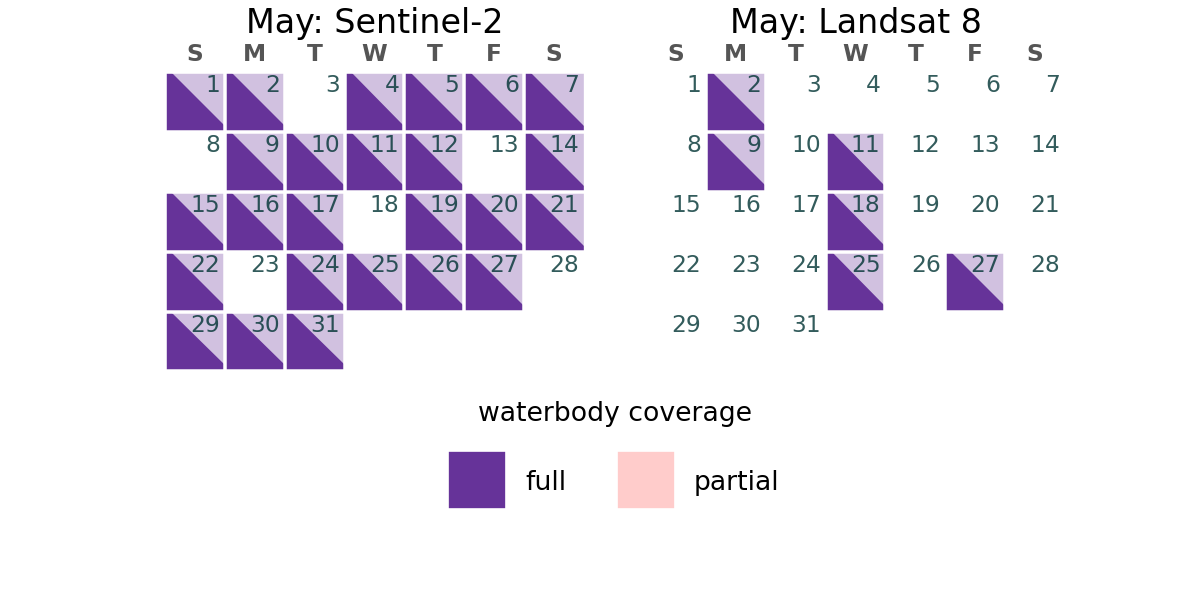 May: Sentinel-2
S M T W T F S
1 2 3 4 5 6 7
8 9 10 11 12 13 14
15 16 17 18 19 20 21
22 23 24 25 26 27 28
29 30 31
May: Landsat 8
S M T W T F S
1 2 3 4 5 6 7
8 9 10 11 12 13 14
15 16 17 18 19 20 21
22 23 24 25 26 27 28
29 30 31
waterbody coverage
full
partial